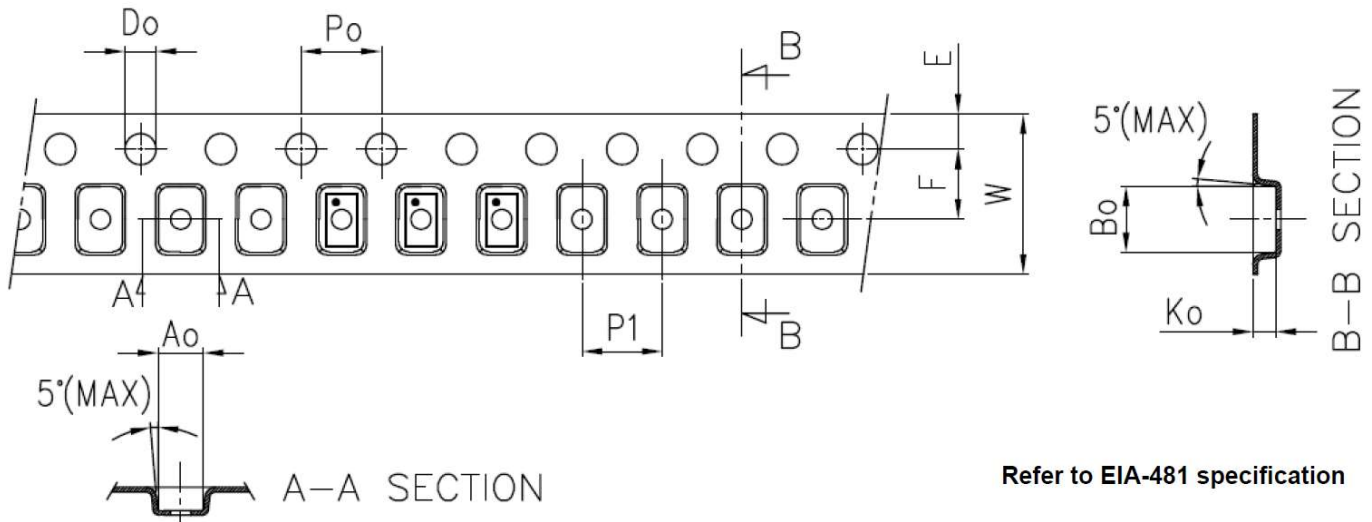 Do
Po
B
E
5°(MAX)
F
W
Bo
B-B SECTION
A
A
P1
B
Ko
Ao
5°(MAX)
A-A SECTION
Refer to EIA-481 specification